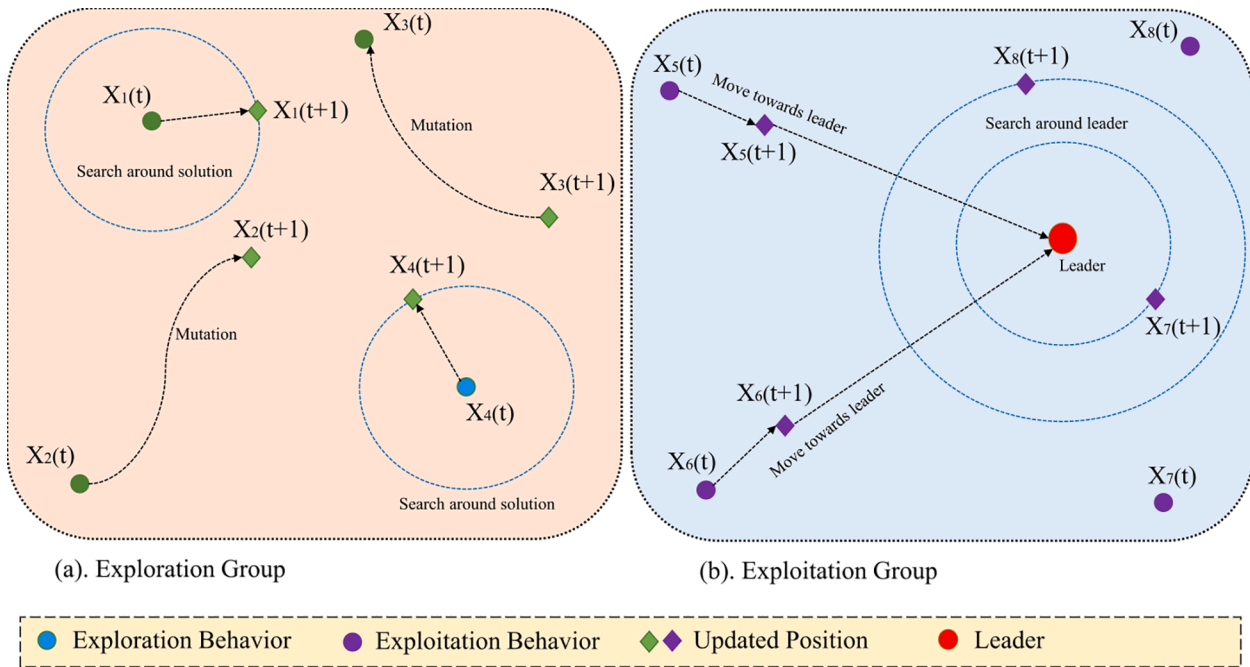 X1(t)
X1(t+1)
Search around solution
X3(t)
Mutation
X3(t+1)
X2(t+1)
Mutation
X2(t)
X4(t+1)
X4(t)
Search around solution
(a). Exploration Group
X5(t)
Move towards leader
X5(t+1)
X8(t)
X8(t+1)
Search around leader
Leader
X7(t+1)
X6(t+1)
Move towards leader
X6(t)
X7(t)
(b). Exploitation Group
Exploration Behavior
Exploitation Behavior
Updated Position
Leader